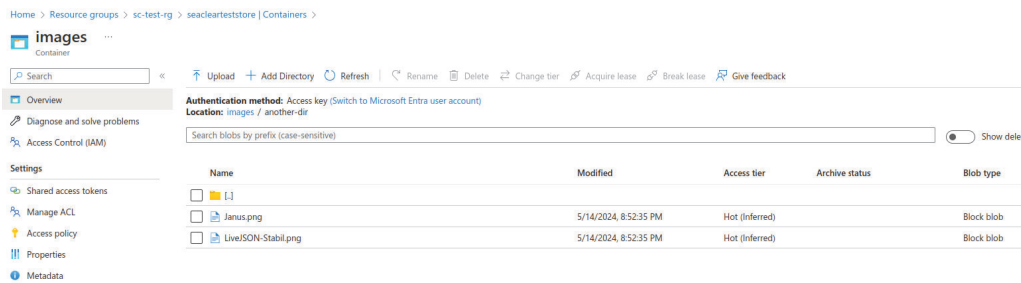 Home > Resource groups > sc-test-rg > seaclearteststore | Containers >
images ...
Container
Search «
Upload + Add Directory Refresh Rename Delete Change tier Acquire lease Break lease Give feedback
Overview
Diagnose and solve problems
Access Control (IAM)
Settings
Shared access tokens
Manage ACL
Access policy
Properties
Metadata
Authentication method: Access key (Switch to Microsoft Entra user account)
Location: images / another-dir
Search blobs by prefix (case-sensitive)
Show dele
Name Modified Access tier Archive status Blob type
[..]
Janus.png 5/14/2024, 8:52:35 PM Hot (Inferred) Block blob
LiveJSON-Stabil.png 5/14/2024, 8:52:35 PM Hot (Inferred) Block blob